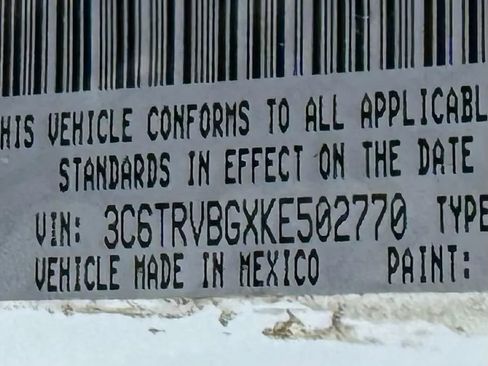 HIS VEHICLE CONFORMS TO ALL APPLICABL
STANDARDS IN EFFECT ON THE DATE
VIN: 3C6TRVBGXKE502770 TYPE
VEHICLE MADE IN MEXICO PAINT: